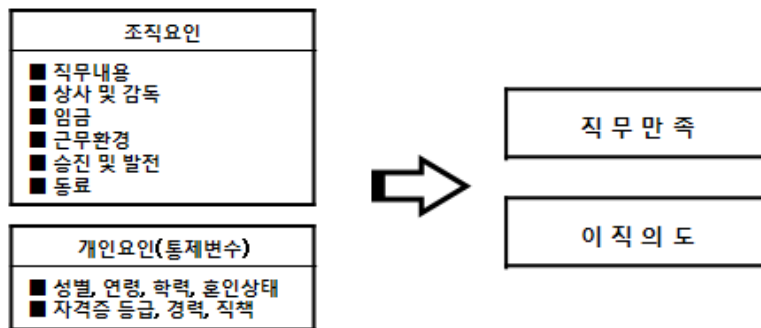 조직요인
■ 직무내용
■ 상사 및 감독
■ 임금
■ 근무환경
■ 승진 및 발전
■ 동료
개인요인(통제변수)
■ 성별, 연령, 학력, 혼인상태
■ 자격증 등급, 경력, 직책
직 무 만 족
이 직 의 도